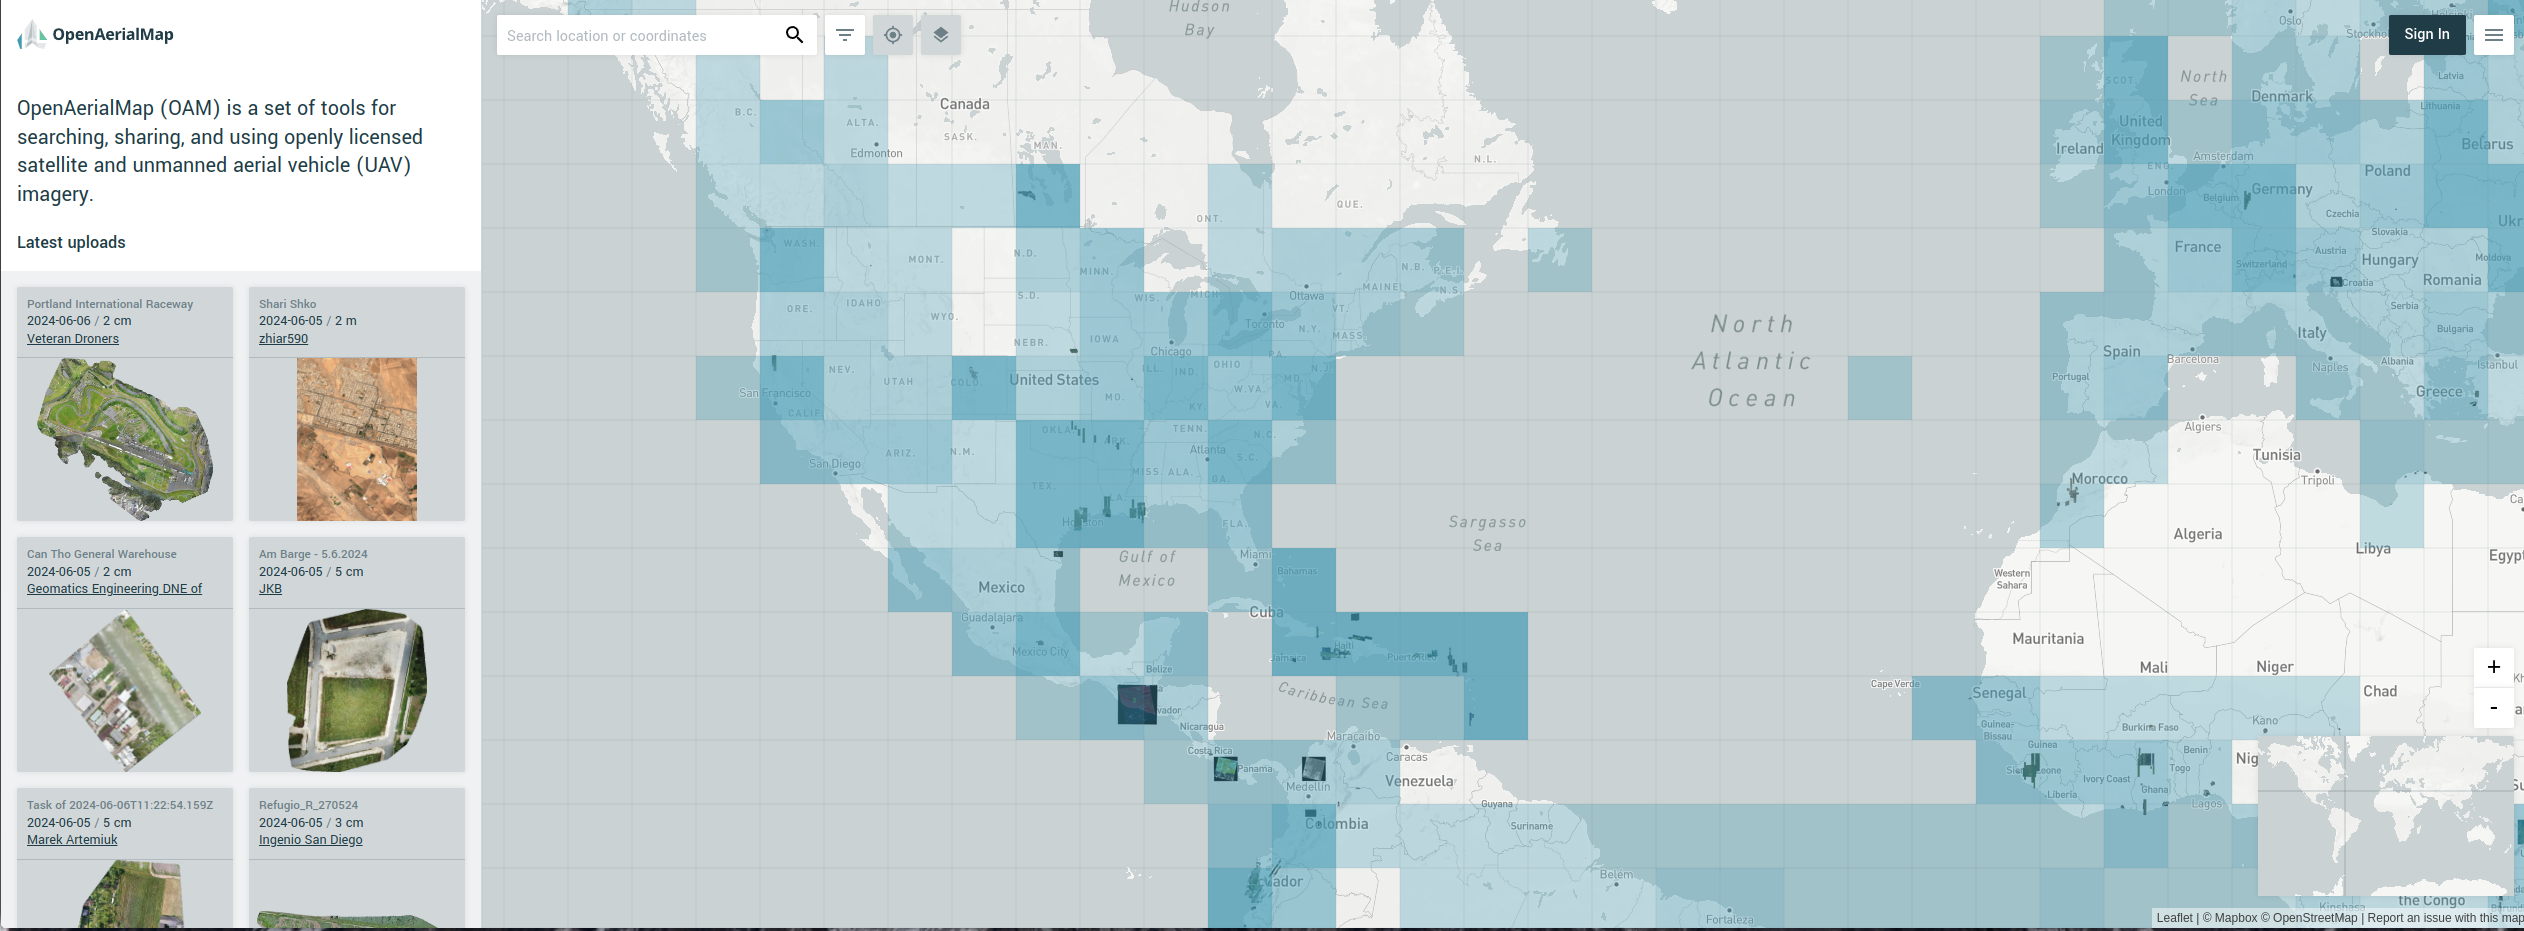 OpenAerialMap
OpenAerialMap (OAM) is a set of tools for
searching, sharing, and using openly licensed
satellite and unmanned aerial vehicle (UAV)
imagery.
Latest uploads
Portland International Raceway
2024-06-06 / 2 cm
Veteran Droners
Shari Shko
2024-06-05 / 2 m
zhiar590
Can Tho General Warehouse
2024-06-05 / 2 cm
Geomatics Engineering DNE of
Am Barge - 5.6.2024
2024-06-05 / 5 cm
JKB
Task of 2024-06-06T11:22:54.159Z
2024-06-05 / 5 cm
Marek Artemiuk
Refugio_R_270524
2024-06-05 / 3 cm
Ingenio San Diego
Search location or coordinates
Sign In
Hudson
Bay
Canada
B.C.
ALTA.
Edmonton
SASK.
MAN.
ONT.
QUE.
N.L.
WASH.
MONT.
N.D.
MINN.
ORE.
IDAHO
WYO.
S.D.
WIS.
MICH.
Ottawa
N.B.
P.E.I.
N.S.
MAINE
VT.
Toronto
N.Y.
MASS.
NEBR.
IOWA
Chicago
PA.
San Francisco
NEV.
UTAH
COLO.
United States
ILL.
IND.
OHIO
W.VA.
MD.
N.J.
CALIF.
MO.
KY.
VA.
OKLA.
ARK.
TENN.
N.C.
San Diego
ARIZ.
N.M.
Atlanta
S.C.
MISS.
ALA.
GA.
TEX.
LA.
Houston
FLA.
Gulf of
Mexico
Miami
Bahamas
Mexico
Cuba
Guadalajara
Mexico City
Belize
Jamaica
Haiti
Puerto Rico
Caribbean Sea
vador
Nicaragua
Costa Rica
Panama
Maracaibo
Caracas
Venezuela
Medellín
Guyana
Suriname
Colombia
Ecuador
Belém
Fortaleza
North
Atlantic
Ocean
Sargasso
Sea
Oslo
Stockholm
Helsinki
SCOT.
North
Sea
Denmark
Latvia
Lithuania
United
Kingdom
Ireland
Belarus
Amsterdam
ENG.
London
Belgium
Germany
Poland
Czechia
Ukr
Slovakia
France
Austria
Switzerland
Hungary
Moldova
Croatia
Romania
Serbia
Italy
Bulgaria
Spain
Barcelona
Albania
Istanbul
Portugal
Naples
Greece
Algiers
Tunisia
Tripoli
Morocco
Ca
Algeria
Libya
Egypt
Western
Sahara
Mauritania
Mali
Niger
Chad
Kh
Cape Verde
Senegal
Guinea-
Bissau
Guinea
Burkina Faso
Kano
Sierra Leone
Benin
Nig
Ivory Coast
Togo
Ghana
Liberia
Lagos
+
-
Kinshasa
the Congo
Leaflet | © Mapbox © OpenStreetMap | Report an issue with this map